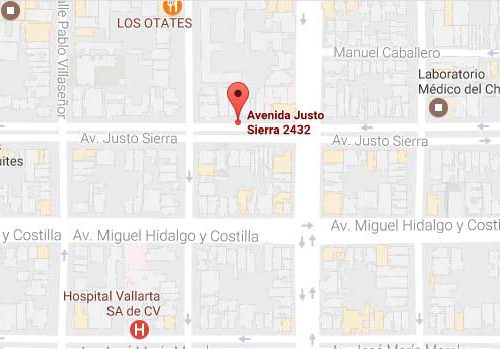 LOS OTATES
Calle Pablo Villaseñor
Manuel Caballero
Laboratorio
Médico del Ch
Avenida Justo
Sierra 2432
Av. Justo Sierra
Av. Justo Sierra
uites
Av. Miguel Hidalgo y Costilla
y Costilla
Av. Miguel Hidalgo y Costilla
Hospital Vallarta
SA de CV
H